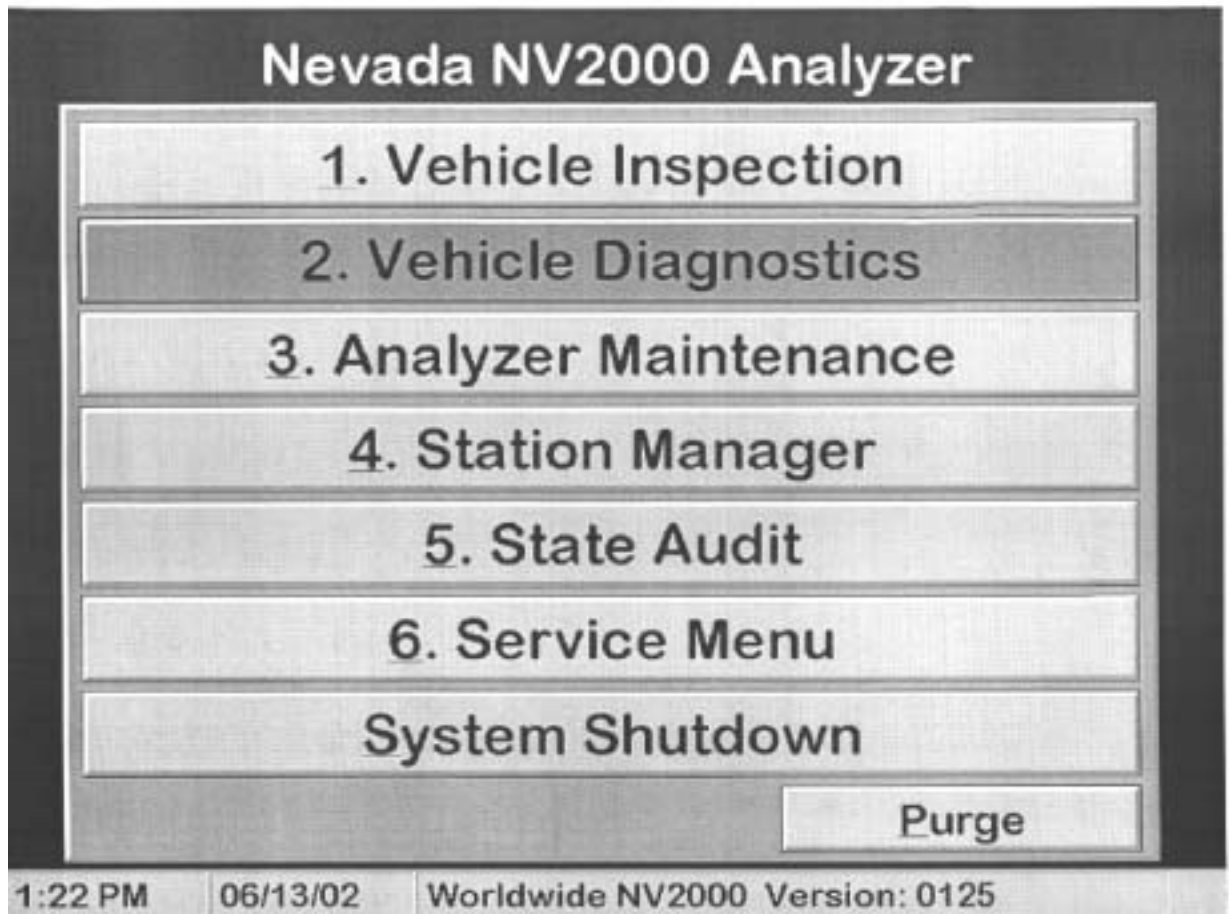 Nevada NV2000 Analyzer
1. Vehicle Inspection
2. Vehicle Diagnostics
3. Analyzer Maintenance
4. Station Manager
5. State Audit
6. Service Menu
System Shutdown
Purge
1:22 PM 06/13/02 Worldwide NV2000 Version: 0125